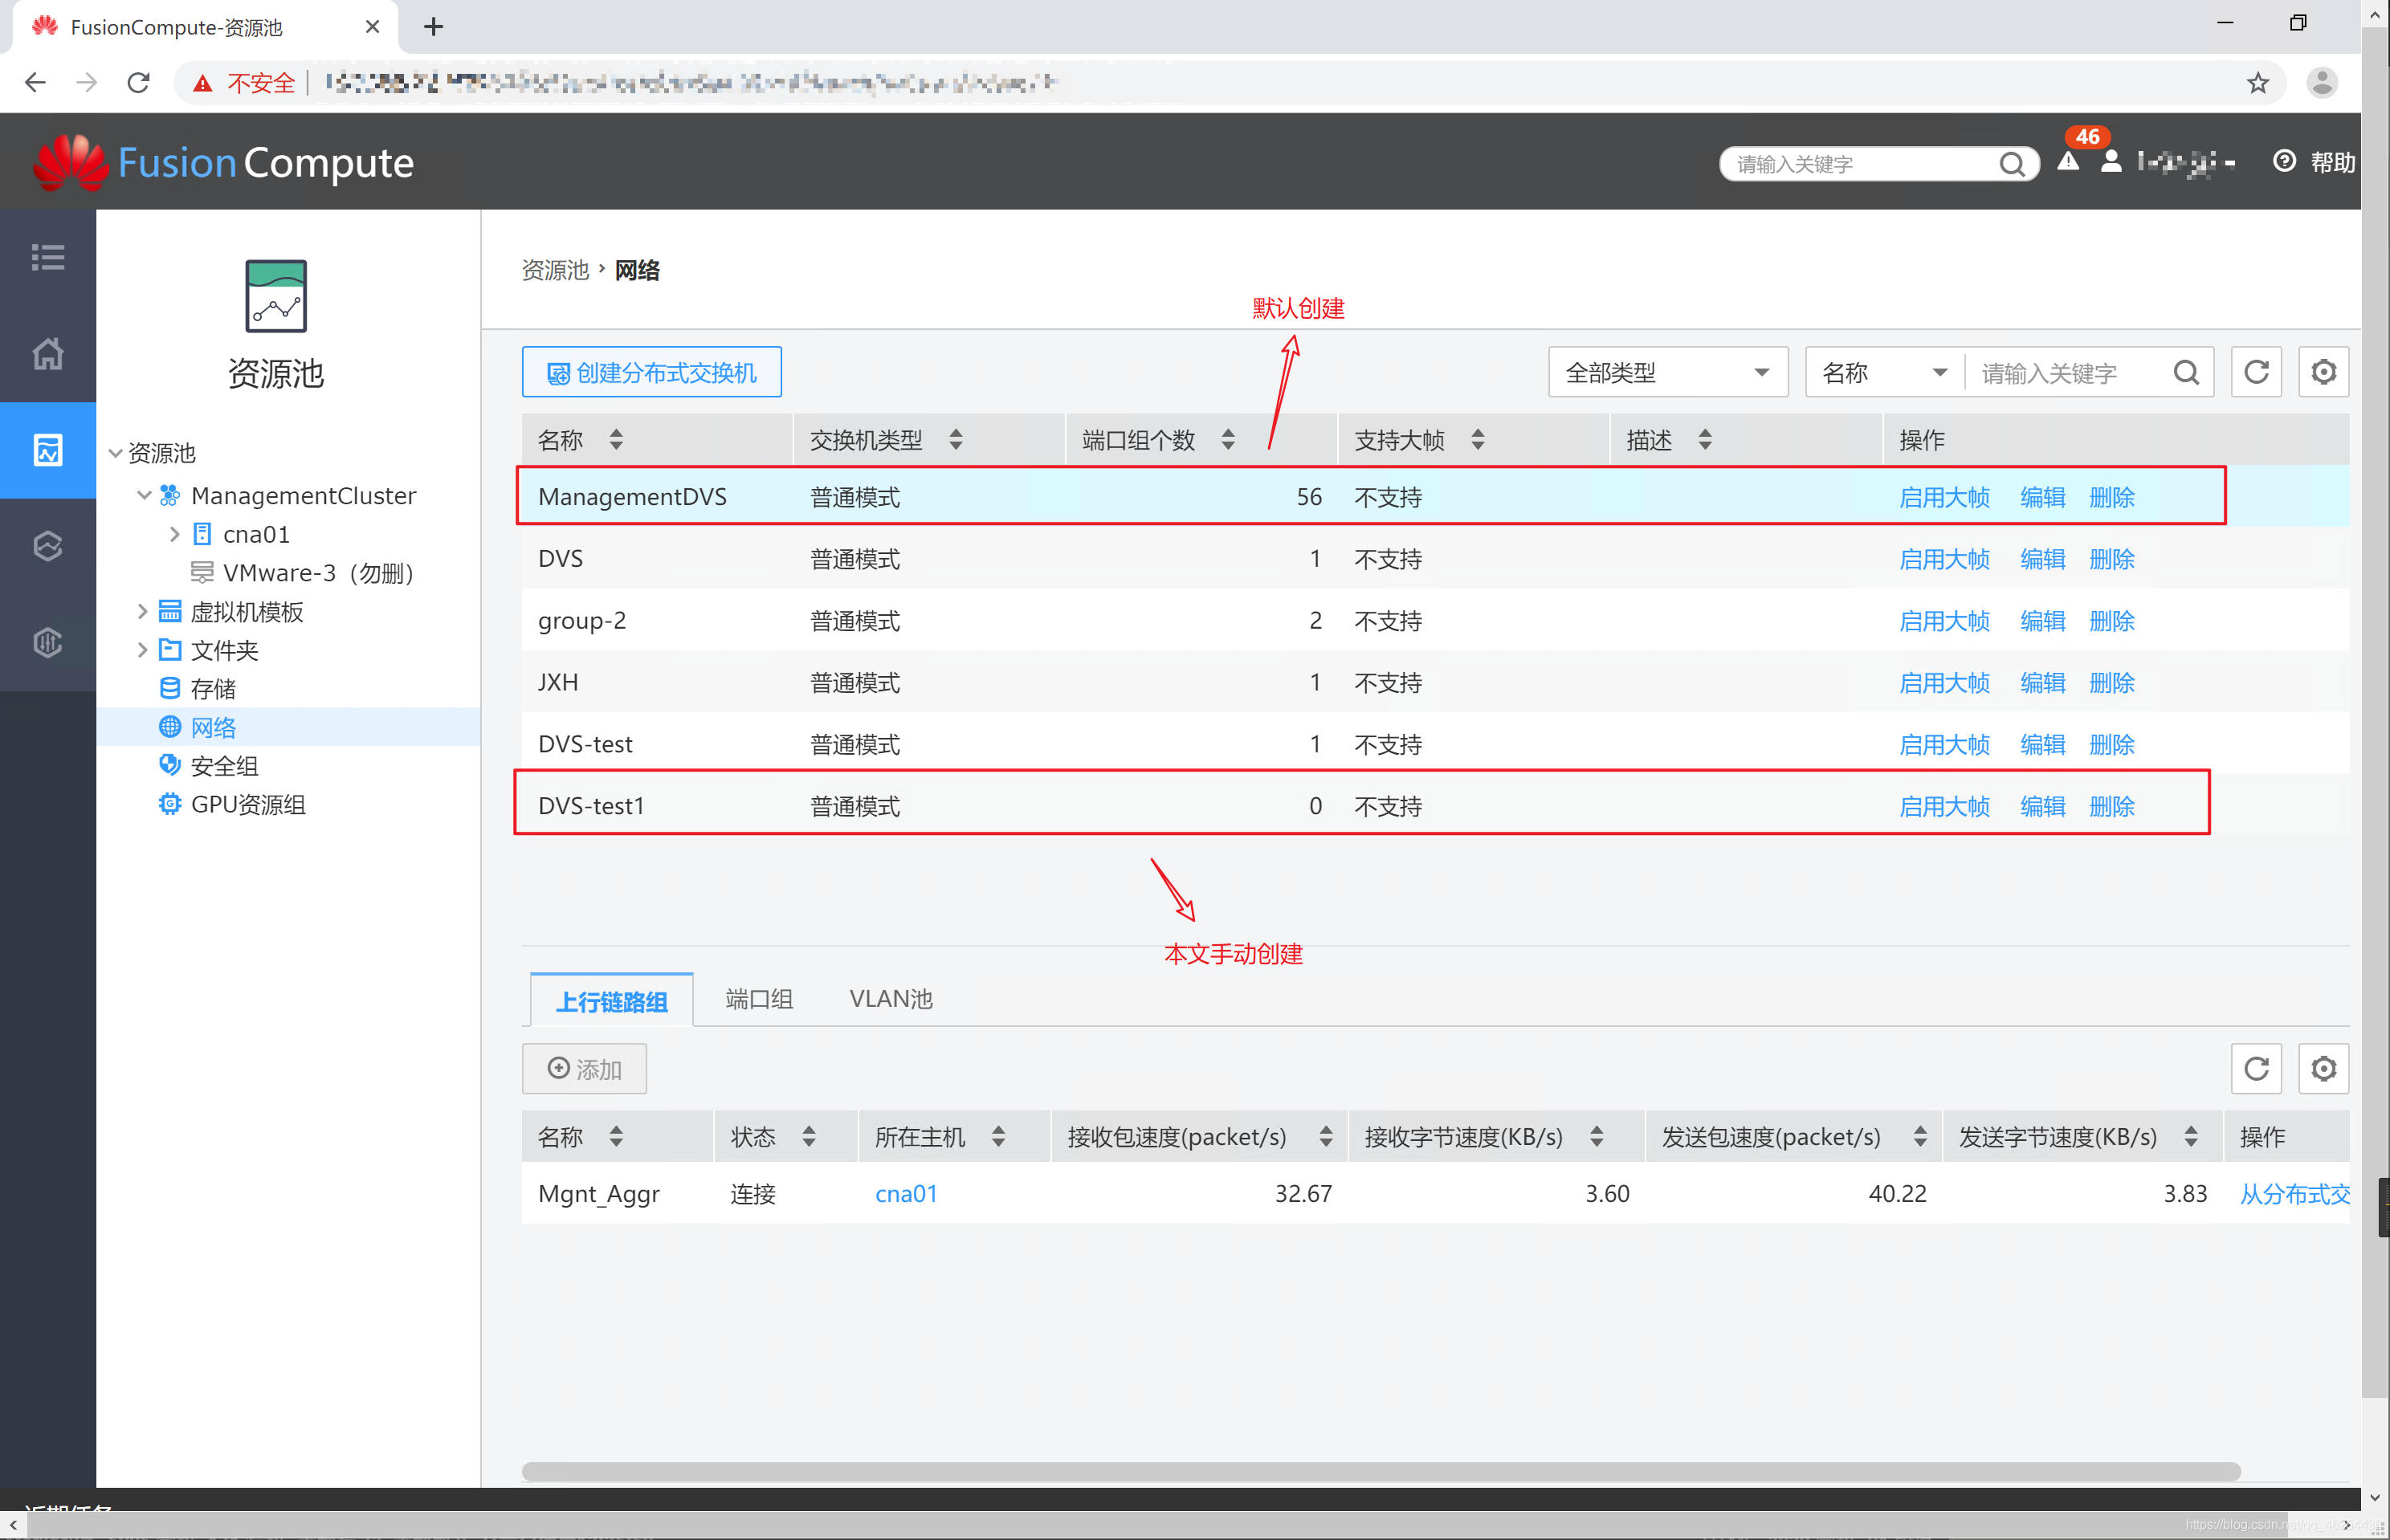 FusionCompute-资源池
不安全
FusionCompute
请输入关键字
46
帮助
资源池
资源池
ManagementCluster
cna01
VMware-3（勿删）
虚拟机模板
文件夹
存储
网络
安全组
GPU资源组
资源池 › 网络
默认创建
创建分布式交换机
全部类型
名称
请输入关键字
名称 交换机类型 端口组个数 支持大帧 描述 操作
ManagementDVS 普通模式 56 不支持 启用大帧 编辑 删除
DVS 普通模式 1 不支持 启用大帧 编辑 删除
group-2 普通模式 2 不支持 启用大帧 编辑 删除
JXH 普通模式 1 不支持 启用大帧 编辑 删除
DVS-test 普通模式 1 不支持 启用大帧 编辑 删除
DVS-test1 普通模式 0 不支持 启用大帧 编辑 删除
本文手动创建
上行链路组 端口组 VLAN池
添加
名称 状态 所在主机 接收包速度(packet/s) 接收字节速度(KB/s) 发送包速度(packet/s) 发送字节速度(KB/s) 操作
Mgnt_Aggr 连接 cna01 32.67 3.60 40.22 3.83 从分布式交